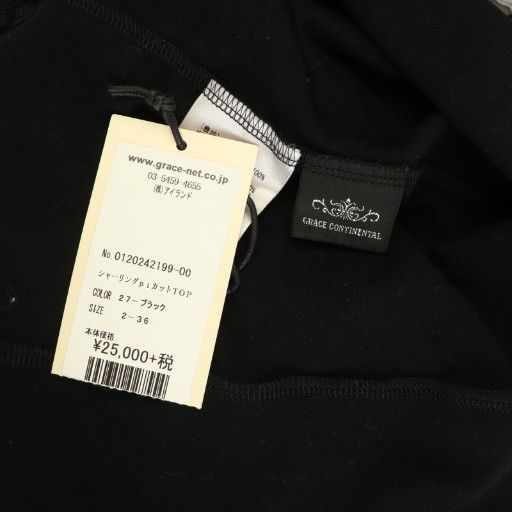 www.grace-net.co.jp
03-5459-4655
(株)アイランド
No 0120242199-00
シャーリングpiカットTOP
COLOR 27-ブラック
SIZE 2-36
本体価格
¥25,000+税
100%
GRACE CONTINENTAL